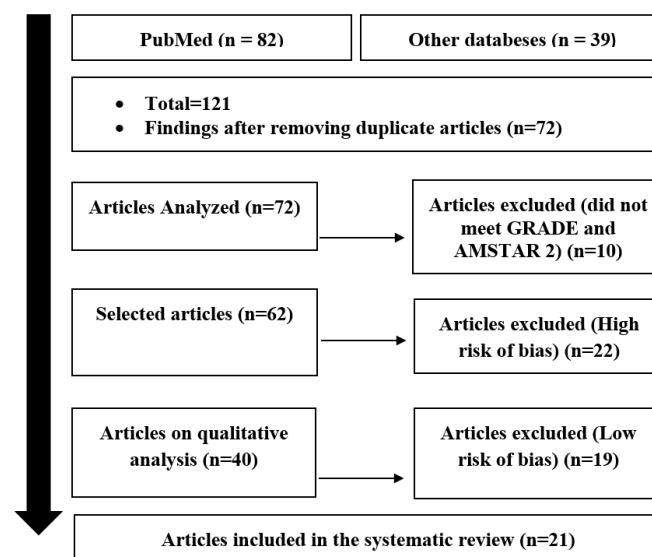 PubMed (n = 82)
Other databeses (n = 39)
• Total=121
• Findings after removing duplicate articles (n=72)
Articles Analyzed (n=72)
Articles excluded (did not
meet GRADE and
AMSTAR 2) (n=10)
Selected articles (n=62)
Articles excluded (High
risk of bias) (n=22)
Articles on qualitative
analysis (n=40)
Articles excluded (Low
risk of bias) (n=19)
Articles included in the systematic review (n=21)